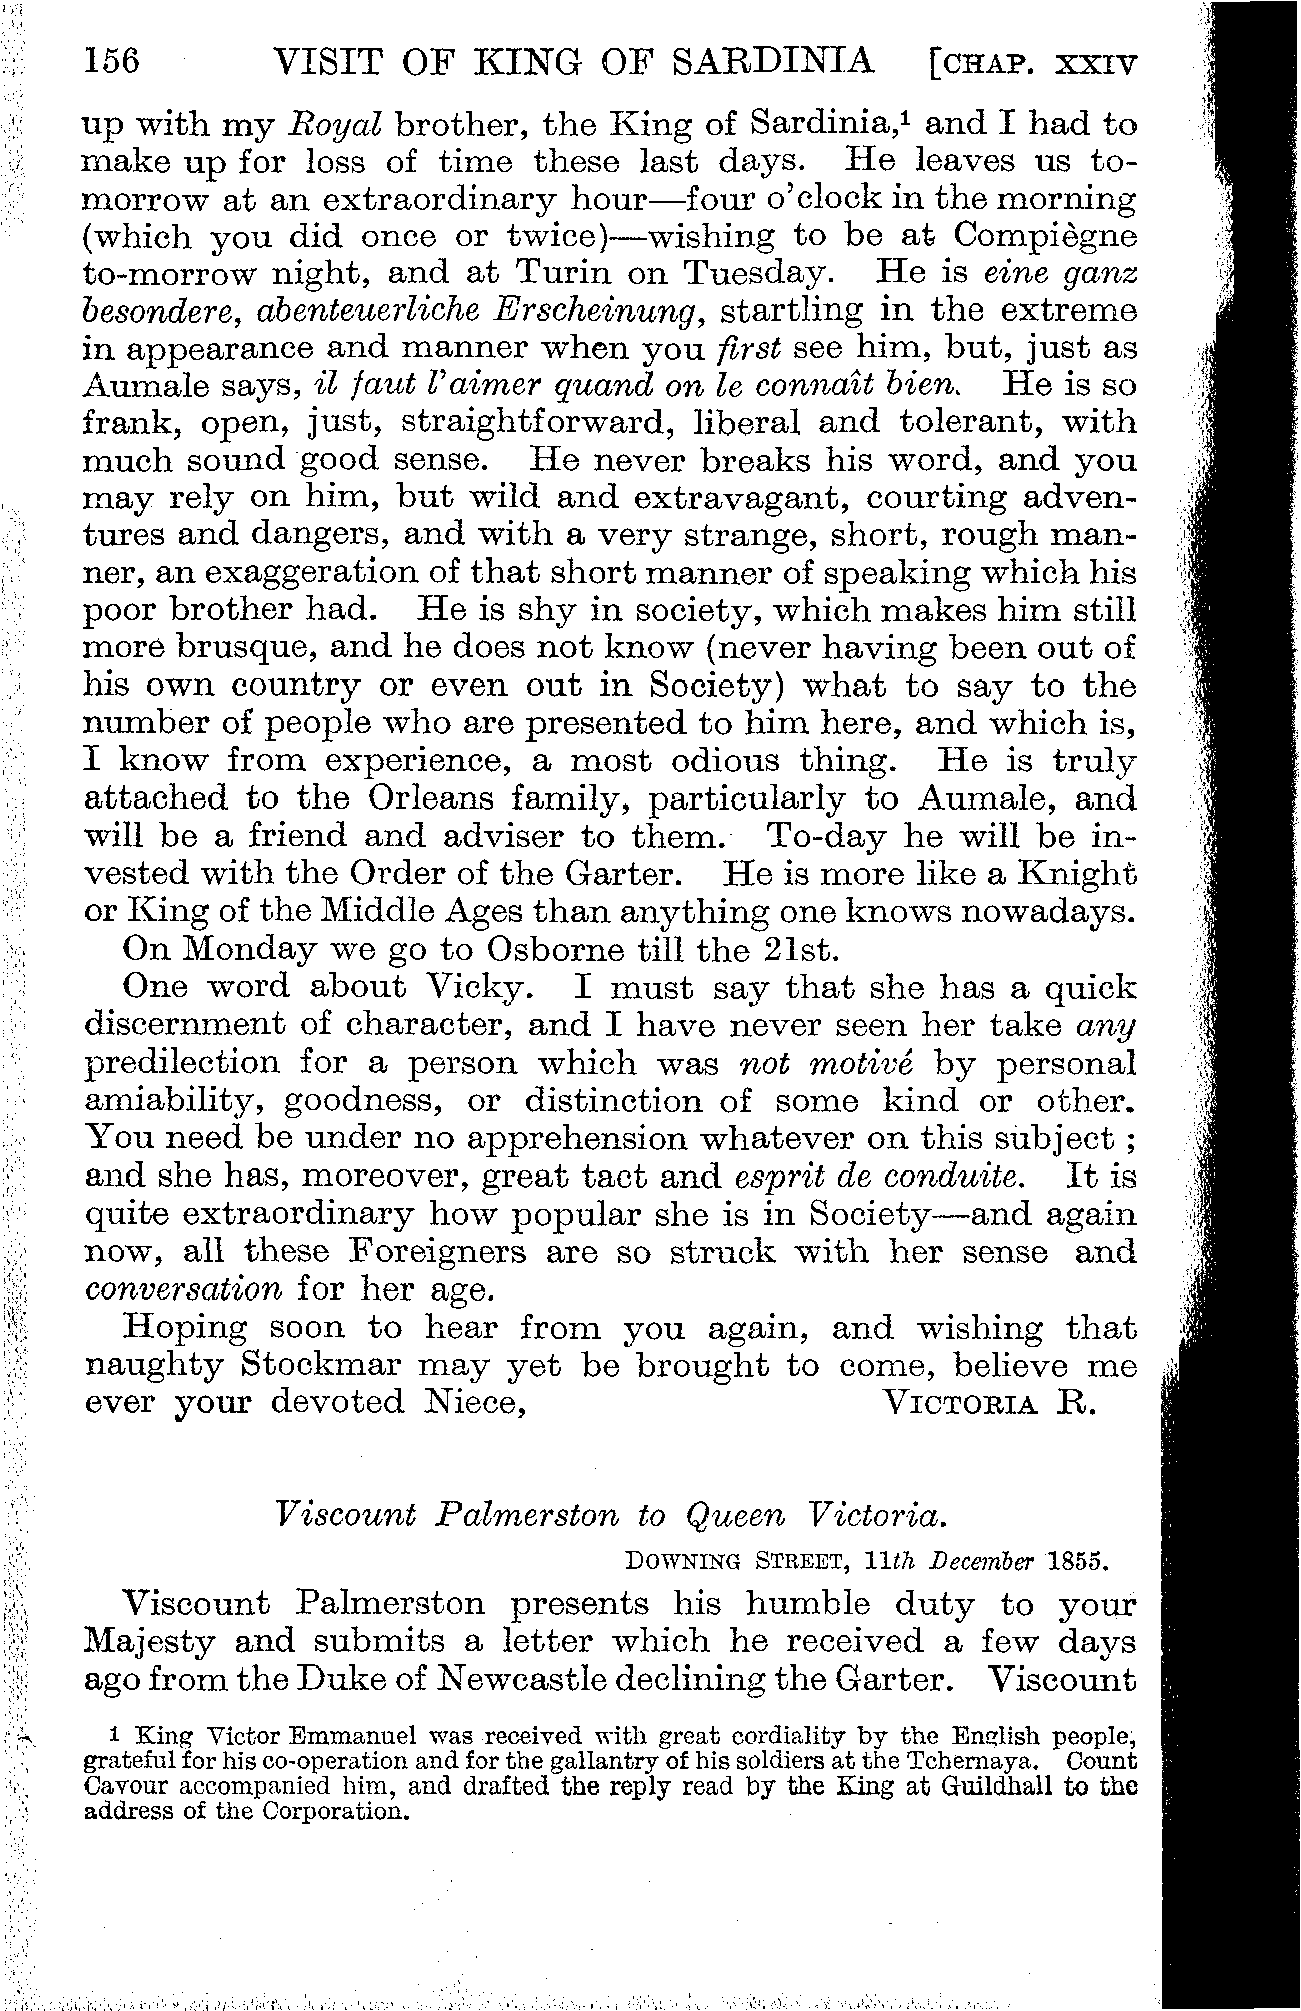 156 VISIT OF KING OF SARDINIA [CHAP. XXIV
up with my Royal brother, the King of Sardinia,¹ and I had to
make up for loss of time these last days. He leaves us to-
morrow at an extraordinary hour—four o'clock in the morning
(which you did once or twice)—wishing to be at Compiègne
to-morrow night, and at Turin on Tuesday. He is eine ganz
besondere, abenteuerliche Erscheinung, startling in the extreme
in appearance and manner when you first see him, but, just as
Aumale says, il faut l'aimer quand on le connaît bien. He is so
frank, open, just, straightforward, liberal and tolerant, with
much sound good sense. He never breaks his word, and you
may rely on him, but wild and extravagant, courting adven-
tures and dangers, and with a very strange, short, rough man-
ner, an exaggeration of that short manner of speaking which his
poor brother had. He is shy in society, which makes him still
more brusque, and he does not know (never having been out of
his own country or even out in Society) what to say to the
number of people who are presented to him here, and which is,
I know from experience, a most odious thing. He is truly
attached to the Orleans family, particularly to Aumale, and
will be a friend and adviser to them. To-day he will be in-
vested with the Order of the Garter. He is more like a Knight
or King of the Middle Ages than anything one knows nowadays.
On Monday we go to Osborne till the 21st.
One word about Vicky. I must say that she has a quick
discernment of character, and I have never seen her take any
predilection for a person which was not motivé by personal
amiability, goodness, or distinction of some kind or other.
You need be under no apprehension whatever on this subject ;
and she has, moreover, great tact and esprit de conduite. It is
quite extraordinary how popular she is in Society—and again
now, all these Foreigners are so struck with her sense and
conversation for her age.
Hoping soon to hear from you again, and wishing that
naughty Stockmar may yet be brought to come, believe me
ever your devoted Niece, VICTORIA R.
Viscount Palmerston to Queen Victoria.
DOWNING STREET, 11th December 1855.
Viscount Palmerston presents his humble duty to your
Majesty and submits a letter which he received a few days
ago from the Duke of Newcastle declining the Garter. Viscount
1 King Victor Emmanuel was received with great cordiality by the English people,
grateful for his co-operation and for the gallantry of his soldiers at the Tchernaya. Count
Cavour accompanied him, and drafted the reply read by the King at Guildhall to the
address of the Corporation.